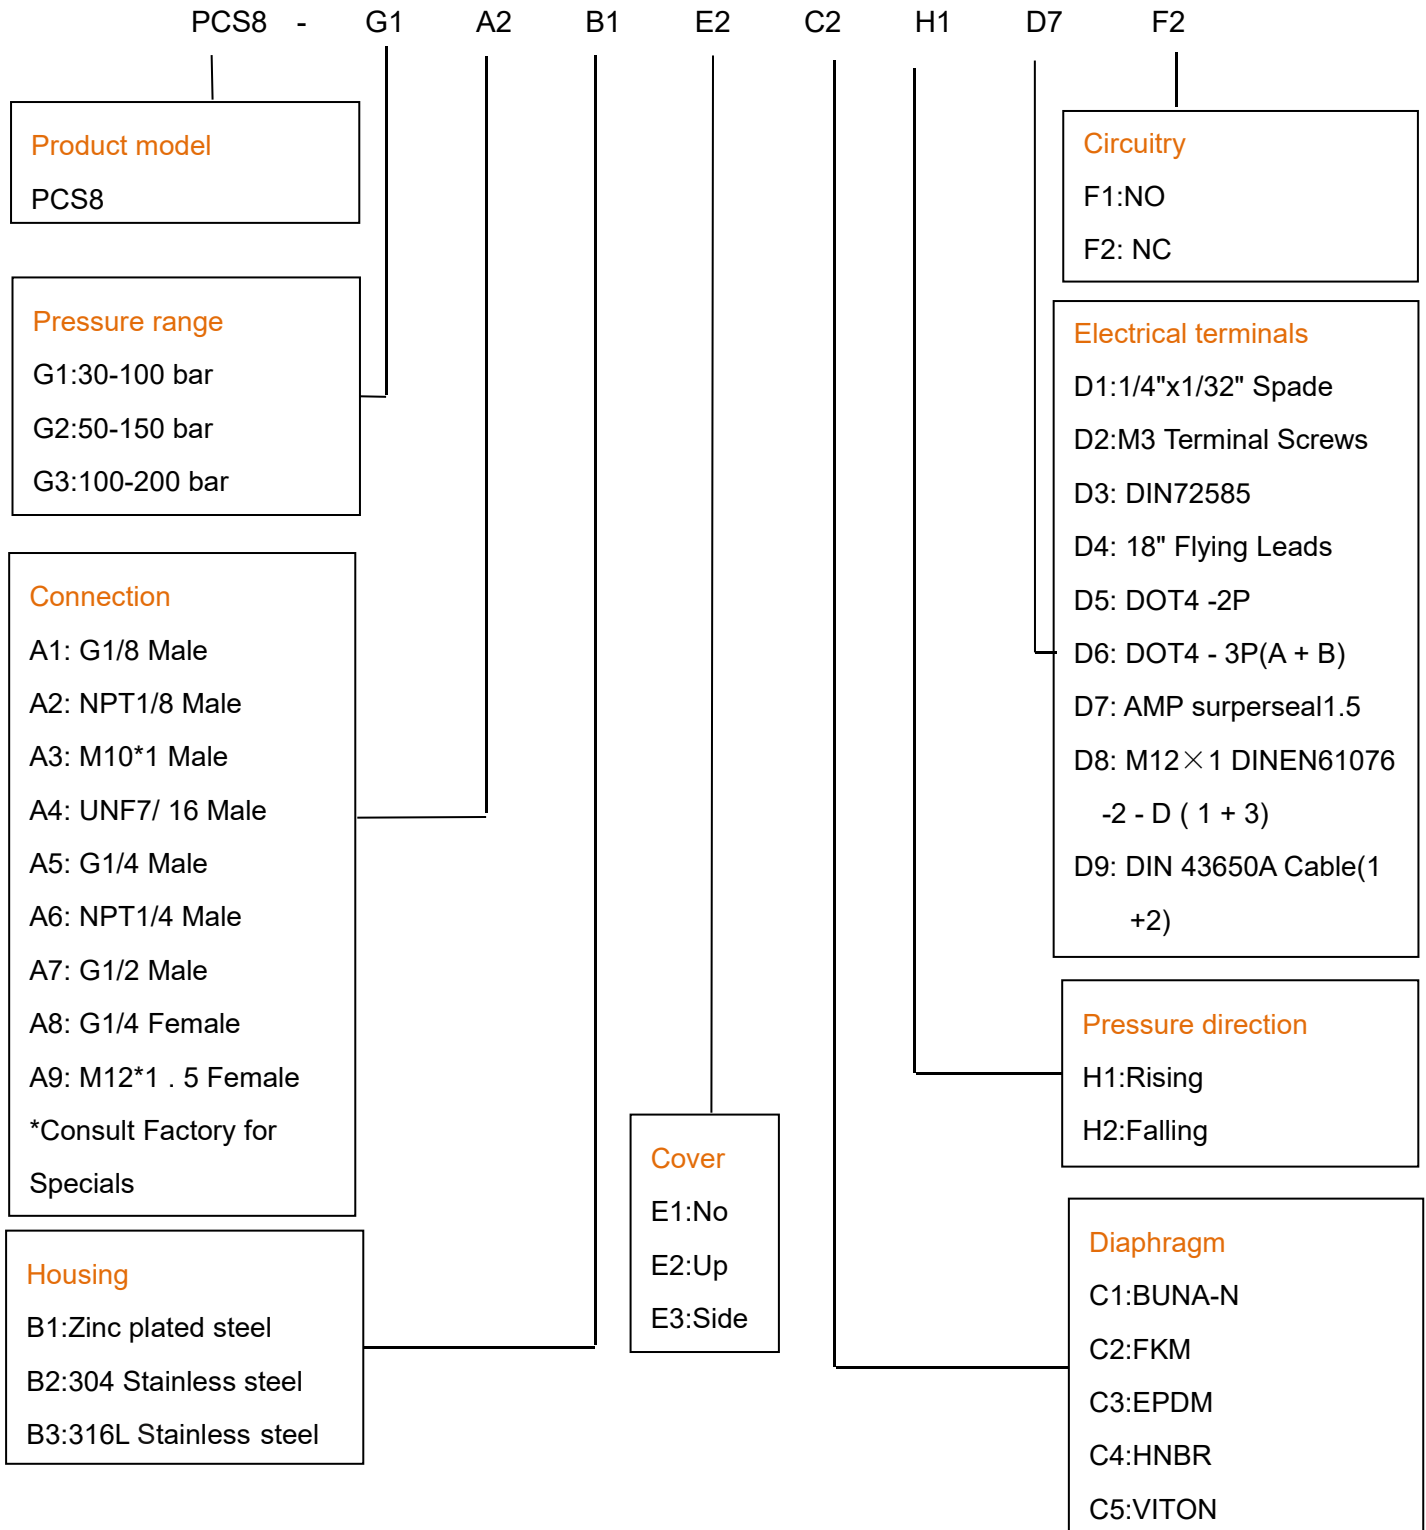 PCS8 - G1 A2 B1 E2 C2 H1 D7 F2
Product model
PCS8
Pressure range
G1:30-100 bar
G2:50-150 bar
G3:100-200 bar
Connection
A1: G1/8 Male
A2: NPT1/8 Male
A3: M10*1 Male
A4: UNF7/ 16 Male
A5: G1/4 Male
A6: NPT1/4 Male
A7: G1/2 Male
A8: G1/4 Female
A9: M12*1 . 5 Female
*Consult Factory for
Specials
Housing
B1:Zinc plated steel
B2:304 Stainless steel
B3:316L Stainless steel
Cover
E1:No
E2:Up
E3:Side
Circuitry
F1:NO
F2: NC
Electrical terminals
D1:1/4"x1/32" Spade
D2:M3 Terminal Screws
D3: DIN72585
D4: 18" Flying Leads
D5: DOT4 -2P
D6: DOT4 - 3P(A + B)
D7: AMP surperseal1.5
D8: M12×1 DINEN61076
-2 - D ( 1 + 3)
D9: DIN 43650A Cable(1
+2)
Pressure direction
H1:Rising
H2:Falling
Diaphragm
C1:BUNA-N
C2:FKM
C3:EPDM
C4:HNBR
C5:VITON